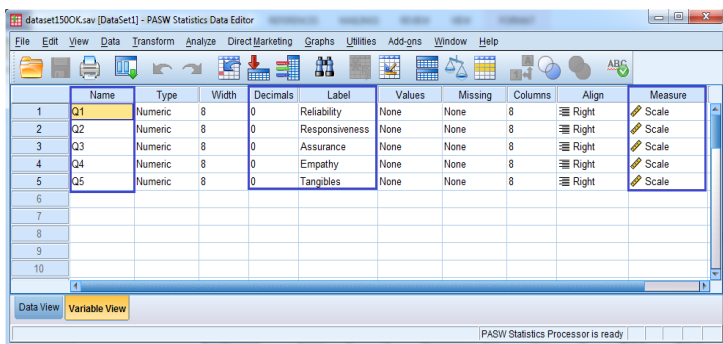 dataset150OK.sav [DataSet1] - PASW Statistics Data Editor
File Edit View Data Transform Analyze Direct Marketing Graphs Utilities Add-ons Window Help
Name Type Width Decimals Label Values Missing Columns Align Measure
1 Q1 Numeric 8 0 Reliability None None 8 Right Scale
2 Q2 Numeric 8 0 Responsiveness None None 8 Right Scale
3 Q3 Numeric 8 0 Assurance None None 8 Right Scale
4 Q4 Numeric 8 0 Empathy None None 8 Right Scale
5 Q5 Numeric 8 0 Tangibles None None 8 Right Scale
6
7
8
9
10
Data View Variable View
PASW Statistics Processor is ready